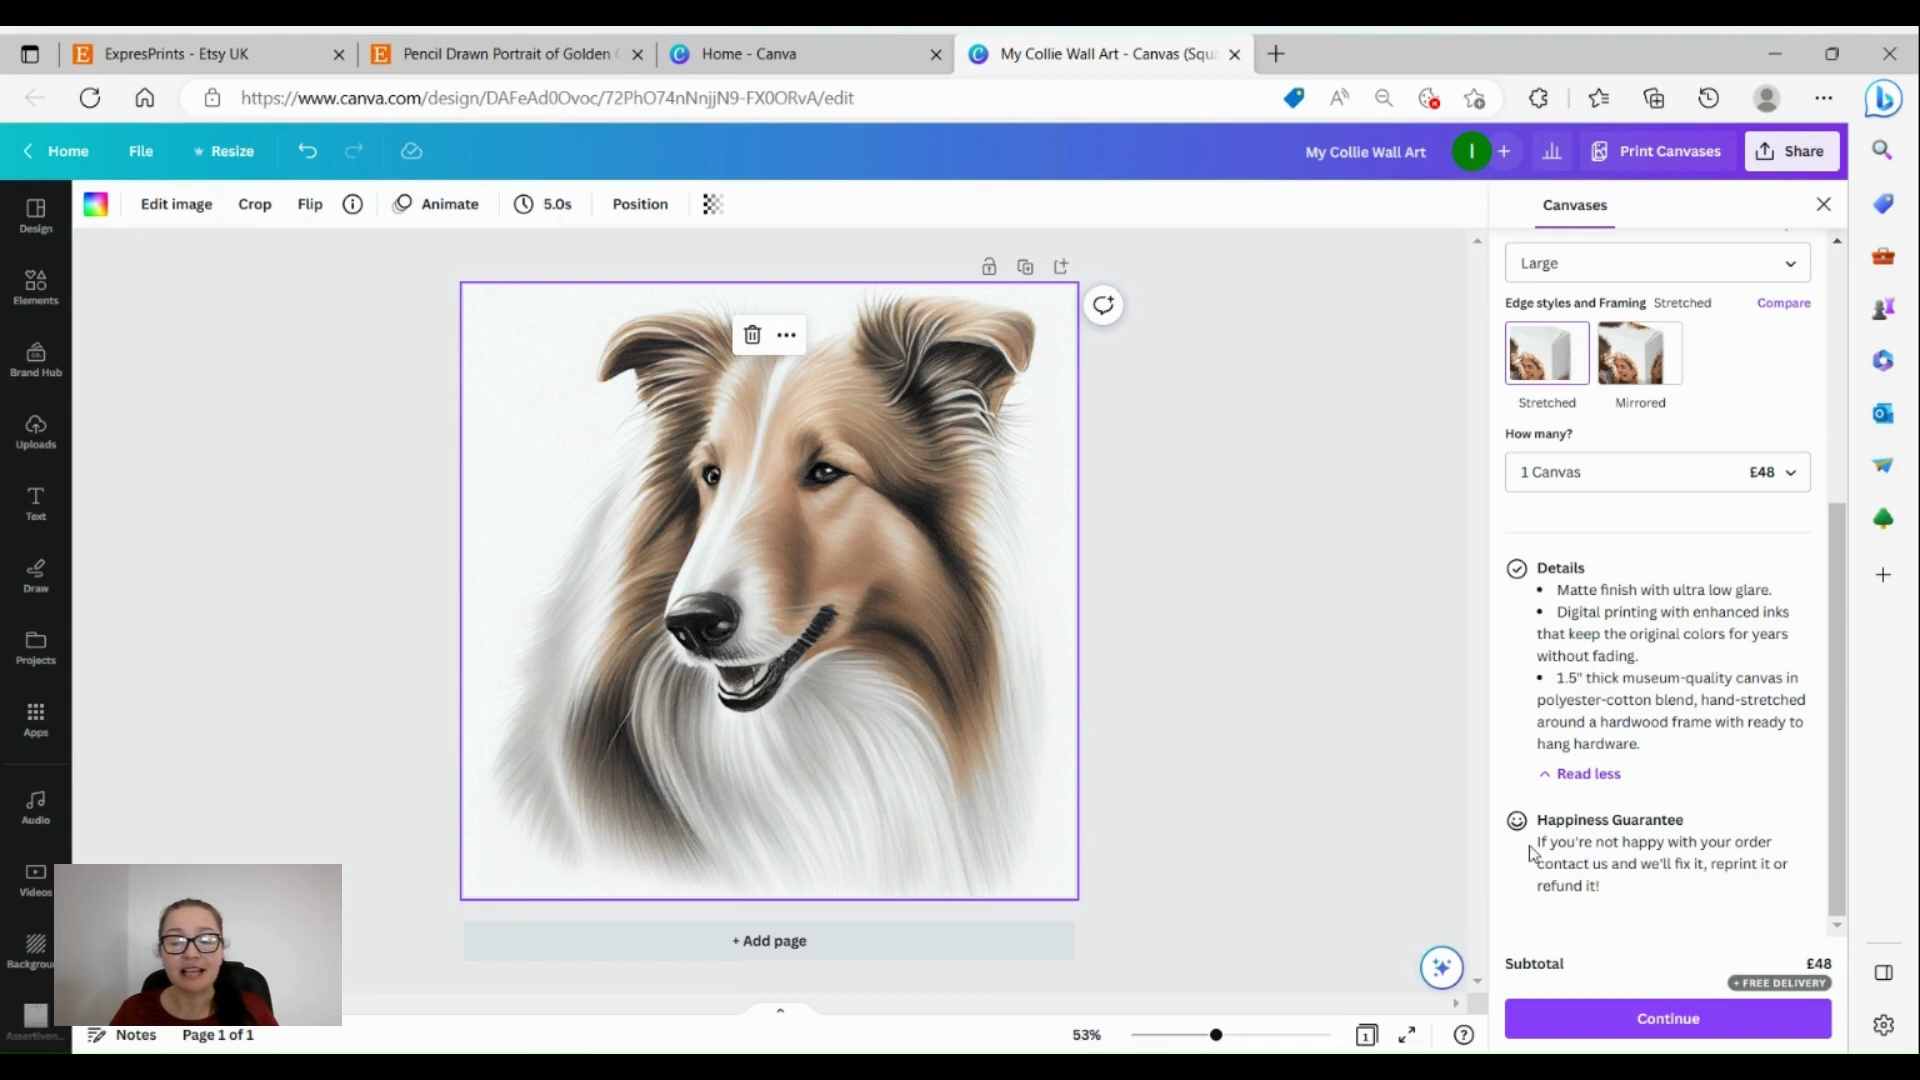 ExpresPrints - Etsy UK
Pencil Drawn Portrait of Golden
Home - Canva
My Collie Wall Art - Canvas (Squa
https://www.canva.com/design/DAFeAd0Ovoc/72PhO74nNnjjN9-FX0ORvA/edit
Home
File
Resize
My Collie Wall Art
I
Print Canvases
Share
Edit image
Crop
Flip
Animate
5.0s
Position
Canvases
Design
Elements
Brand Hub
Uploads
Text
Draw
Projects
Apps
Audio
Videos
Backgrou
Assertiven...
Large
Edge styles and Framing Stretched
Compare
Stretched
Mirrored
How many?
1 Canvas £48
Details
• Matte finish with ultra low glare.
• Digital printing with enhanced inks
that keep the original colors for years
without fading.
• 1.5" thick museum-quality canvas in
polyester-cotton blend, hand-stretched
around a hardwood frame with ready to
hang hardware.
Read less
Happiness Guarantee
If you're not happy with your order
contact us and we'll fix it, reprint it or
refund it!
+ Add page
Subtotal £48
+ FREE DELIVERY
Continue
Notes
Page 1 of 1
53%
1